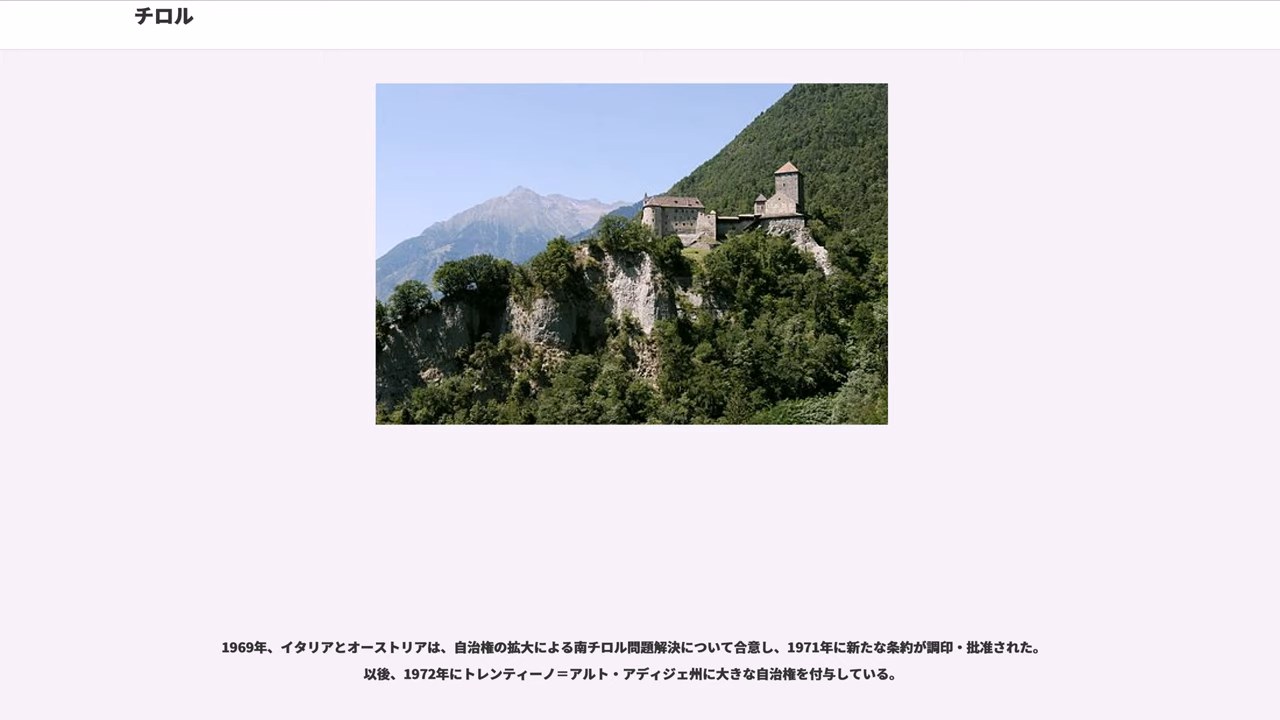 チロル
1969年、イタリアとオーストリアは、自治権の拡大による南チロル問題解決について合意し、1971年に新たな条約が調印・批准された。
以後、1972年にトレンティーノ＝アルト・アディジェ州に大きな自治権を付与している。